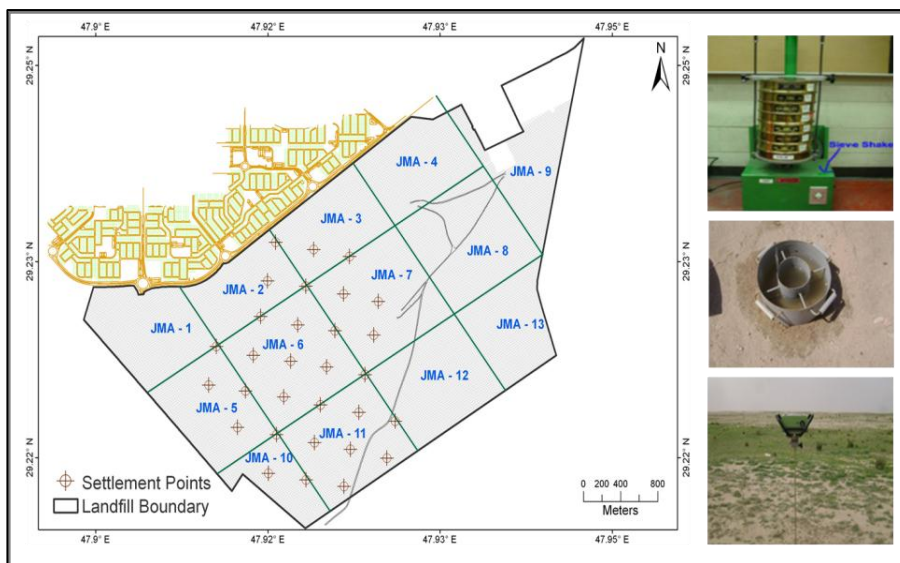 47.9° E 47.92° E 47.93° E 47.95° E
N
29.25° N 29.25° N
JMA - 4
JMA - 9
JMA - 3
29.23° N 29.23° N
JMA - 8
JMA - 7
JMA - 2
JMA - 1
JMA - 13
JMA - 6
JMA - 12
JMA - 5
JMA - 11
JMA - 10
29.22° N 29.22° N
Settlement Points
Landfill Boundary
0 200 400 800
Meters
47.9° E 47.92° E 47.93° E 47.95° E
Sieve Shake